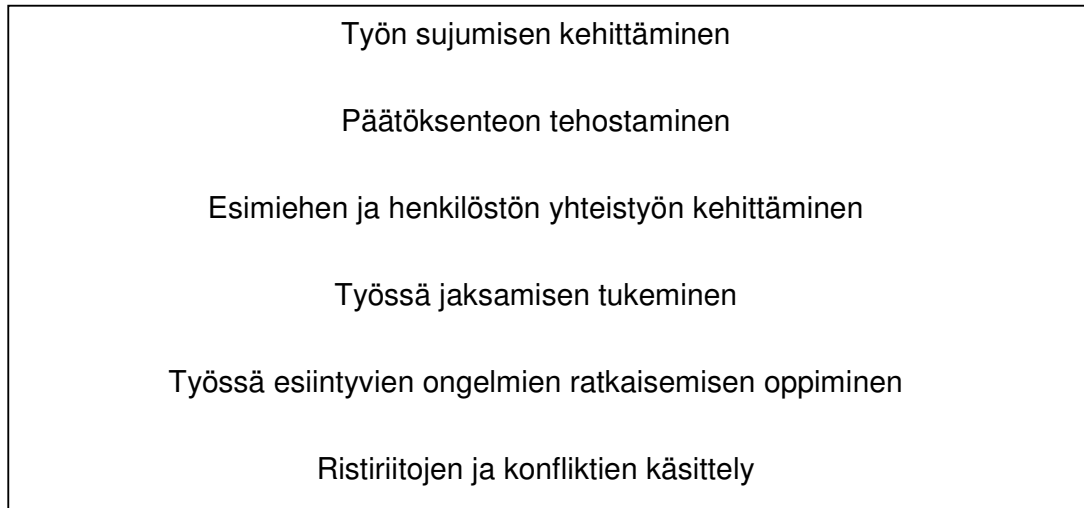 Työn sujumisen kehittäminen
Päätöksenteon tehostaminen
Esimiehen ja henkilöstön yhteistyön kehittäminen
Työssä jaksamisen tukeminen
Työssä esiintyvien ongelmien ratkaisemisen oppiminen
Ristiriitojen ja konfliktien käsittely